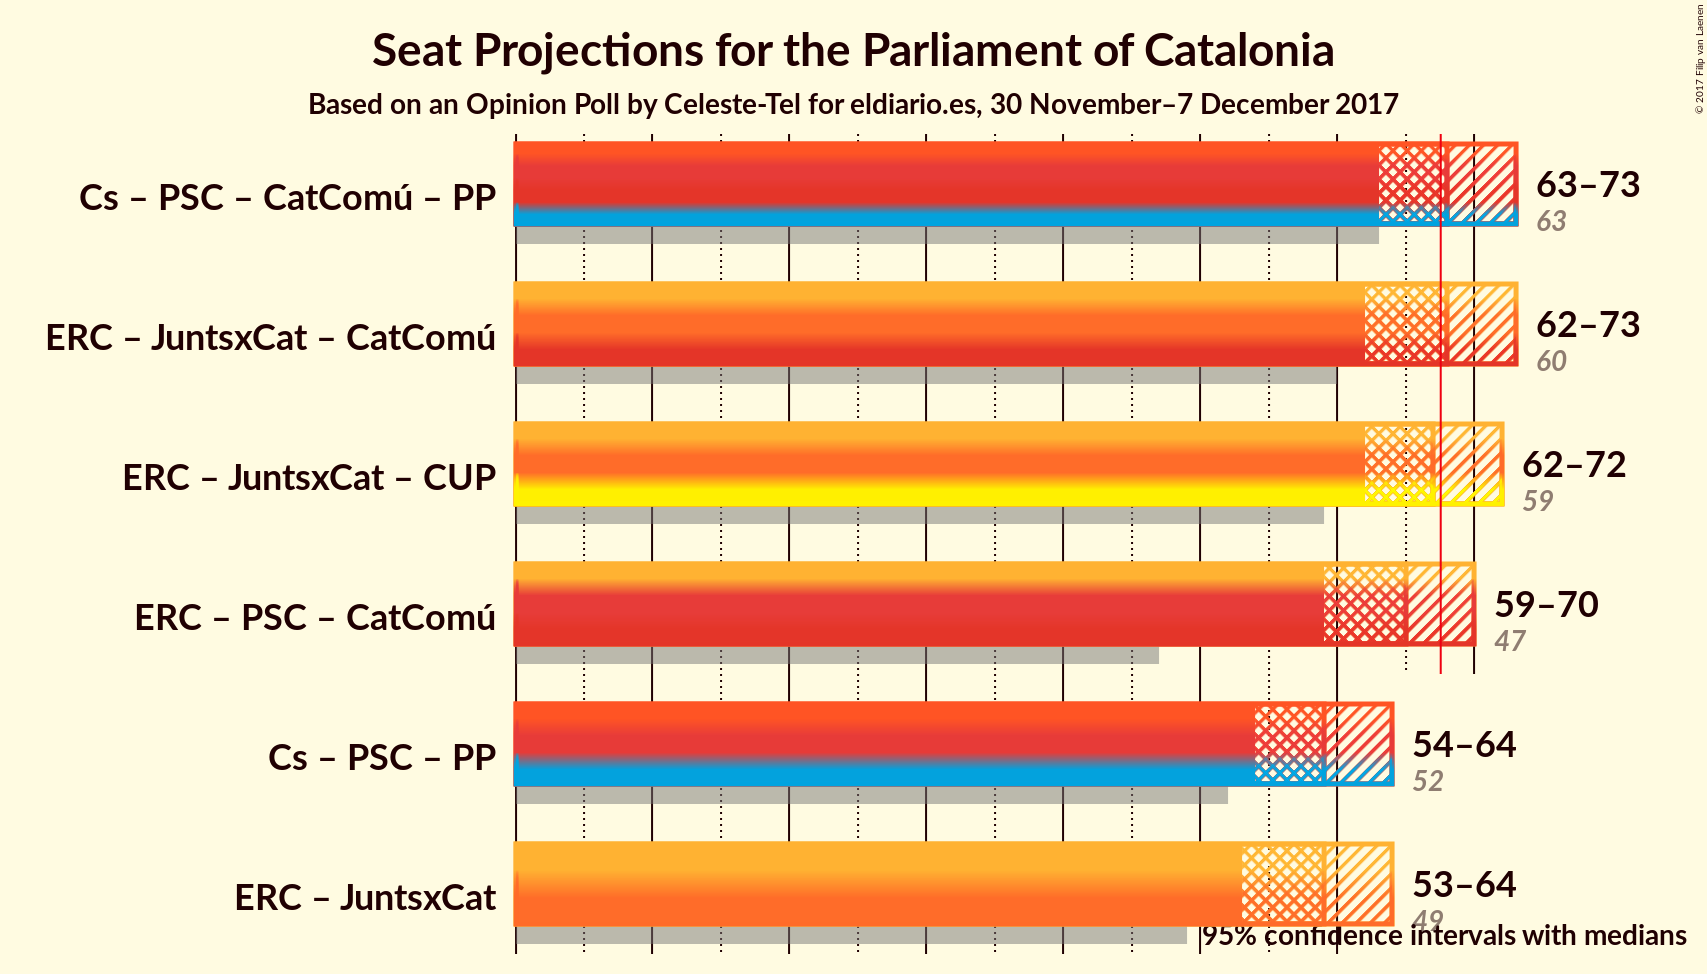 Seat Projections for the Parliament of Catalonia
Based on an Opinion Poll by Celeste-Tel for eldiario.es, 30 November–7 December 2017
© 2017 Filip van Laenen
Cs – PSC – CatComú – PP
63–73
63
ERC – JuntsxCat – CatComú
62–73
60
ERC – JuntsxCat – CUP
62–72
59
ERC – PSC – CatComú
59–70
47
Cs – PSC – PP
54–64
52
ERC – JuntsxCat
53–64
49
95% confidence intervals with medians